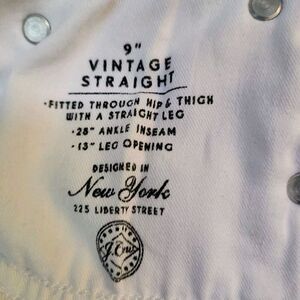 9"
VINTAGE
STRAIGHT
·FITTED THROUGH HIP & THIGH
WITH A STRAIGHT LEG
·28" ANKLE INSEAM
·13" LEG OPENING
DESIGNED IN
New York
225 LIBERTY STREET
J.Crew